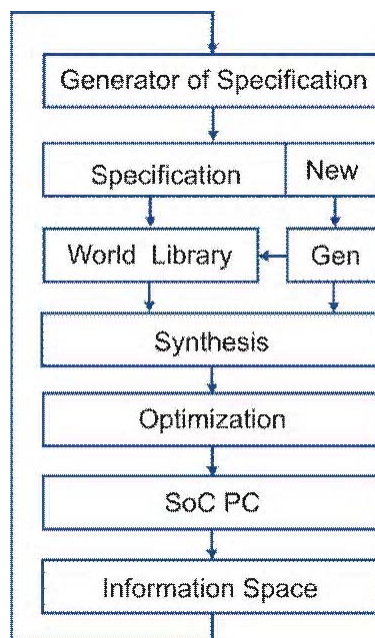 Generator of Specification
Specification New
World Library Gen
Synthesis
Optimization
SoC PC
Information Space